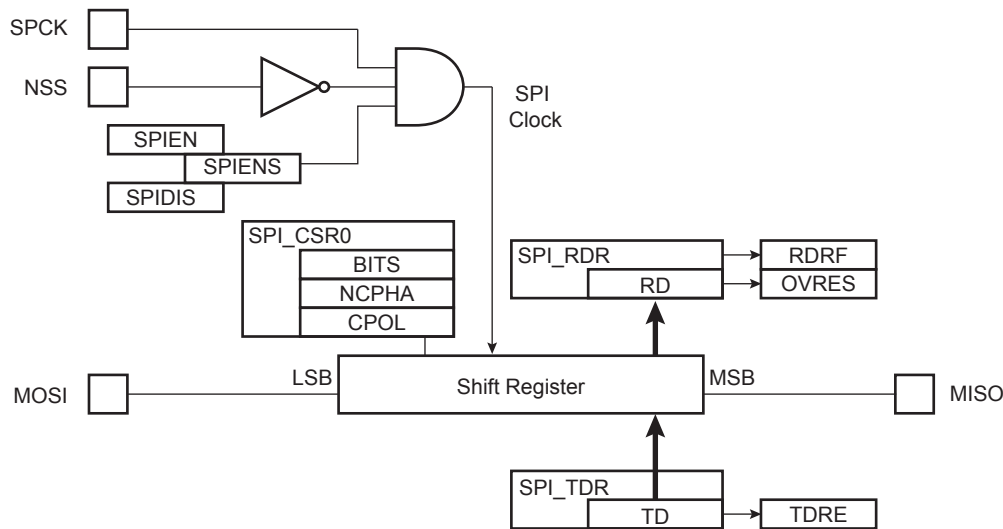 SPCK
NSS
SPI
Clock
SPIEN
SPIENS
SPIDIS
SPI_CSR0
BITS
NCPHA
CPOL
SPI_RDR
RD
RDRF
OVRES
MOSI
LSB
Shift Register
MSB
MISO
SPI_TDR
TD
TDRE